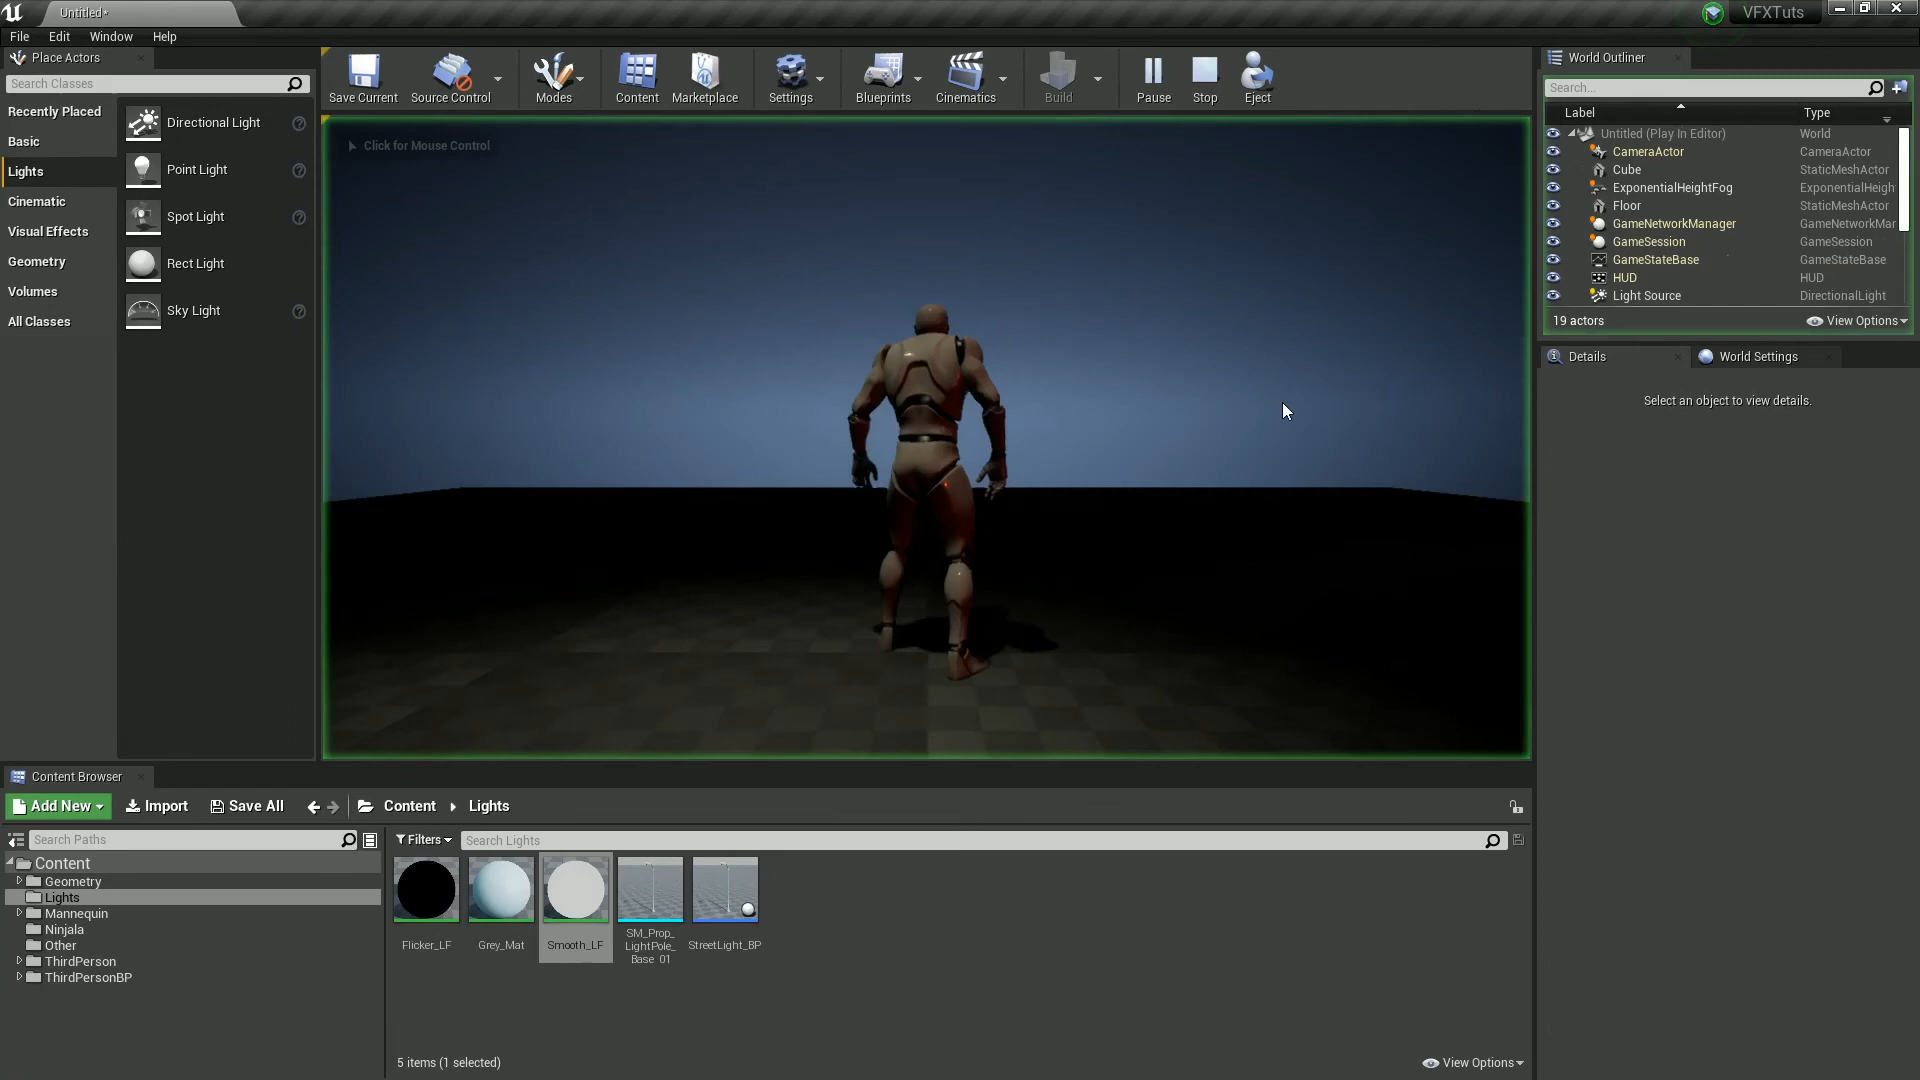 Untitled*
VFXTuts
File Edit Window Help
Place Actors
Search Classes
Recently Placed
Basic
Lights
Cinematic
Visual Effects
Geometry
Volumes
All Classes
Directional Light
Point Light
Spot Light
Rect Light
Sky Light
Save Current
Source Control
Modes
Content
Marketplace
Settings
Blueprints
Cinematics
Build
Pause
Stop
Eject
Click for Mouse Control
World Outliner
Search...
Label Type
Untitled (Play In Editor) World
CameraActor CameraActor
Cube StaticMeshActor
ExponentialHeightFog ExponentialHeigh
Floor StaticMeshActor
GameNetworkManager GameNetworkMar
GameSession GameSession
GameStateBase GameStateBase
HUD HUD
Light Source DirectionalLight
19 actors View Options
Details
World Settings
Select an object to view details.
Content Browser
Add New Import Save All Content Lights
Search Paths
Content
Geometry
Lights
Mannequin
Ninjala
Other
ThirdPerson
ThirdPersonBP
Filters
Search Lights
Flicker_LF
Grey_Mat
Smooth_LF
SM_Prop_
LightPole_
Base_01
StreetLight_BP
5 items (1 selected)
View Options